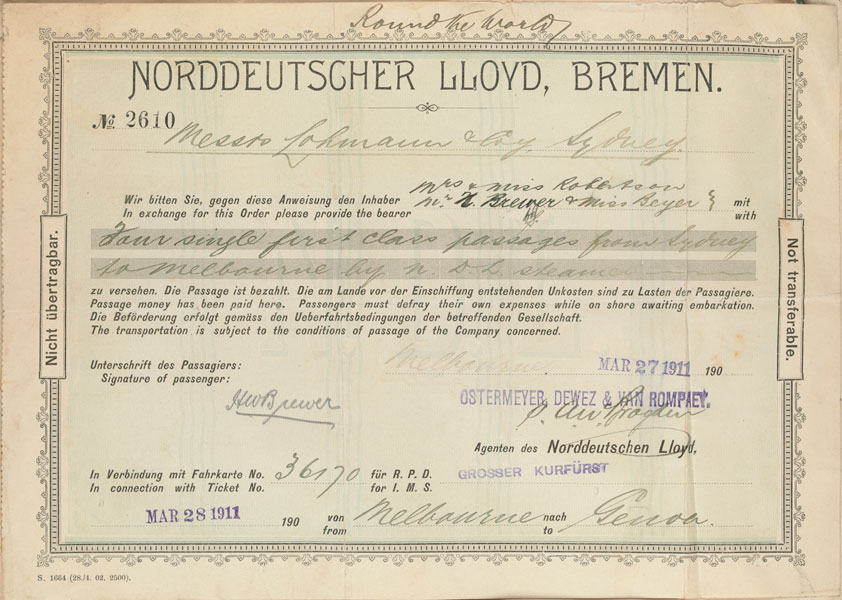 Round the World
NORDDEUTSCHER LLOYD, BREMEN.
№ 2610
Messrs Lohmann & Coy. Sydney
Mrs & Miss Robertson
Wir bitten Sie, gegen diese Anweisung den Inhaber Mr. H. Brewer & Miss Beyer } mit
In exchange for this Order please provide the bearer with
Four single first class passages from Sydney
to Melbourne by N. D. L. steamer
zu versehen. Die Passage ist bezahlt. Die am Lande vor der Einschiffung entstehenden Unkosten sind zu Lasten der Passagiere.
Passage money has been paid here. Passengers must defray their own expenses while on shore awaiting embarkation.
Die Beförderung erfolgt gemäss den Ueberfahrtsbedingungen der betreffenden Gesellschaft.
The transportation is subject to the conditions of passage of the Company concerned.
Nicht übertragbar.
Not transferable.
Melbourne. MAR 27 1911 190
Unterschrift des Passagiers:
Signature of passenger:
HWBrewer
OSTERMEYER, DEWEZ & VAN ROMPAEY.
Agenten des Norddeutschen Lloyd,
In Verbindung mit Fahrkarte No. 36170 für R. P. D. GROSSER KURFÜRST
In connection with Ticket No. for I. M. S.
MAR 28 1911 190 von Melbourne nach Genoa.
from to
S. 1664 (28./4. 02. 2500).